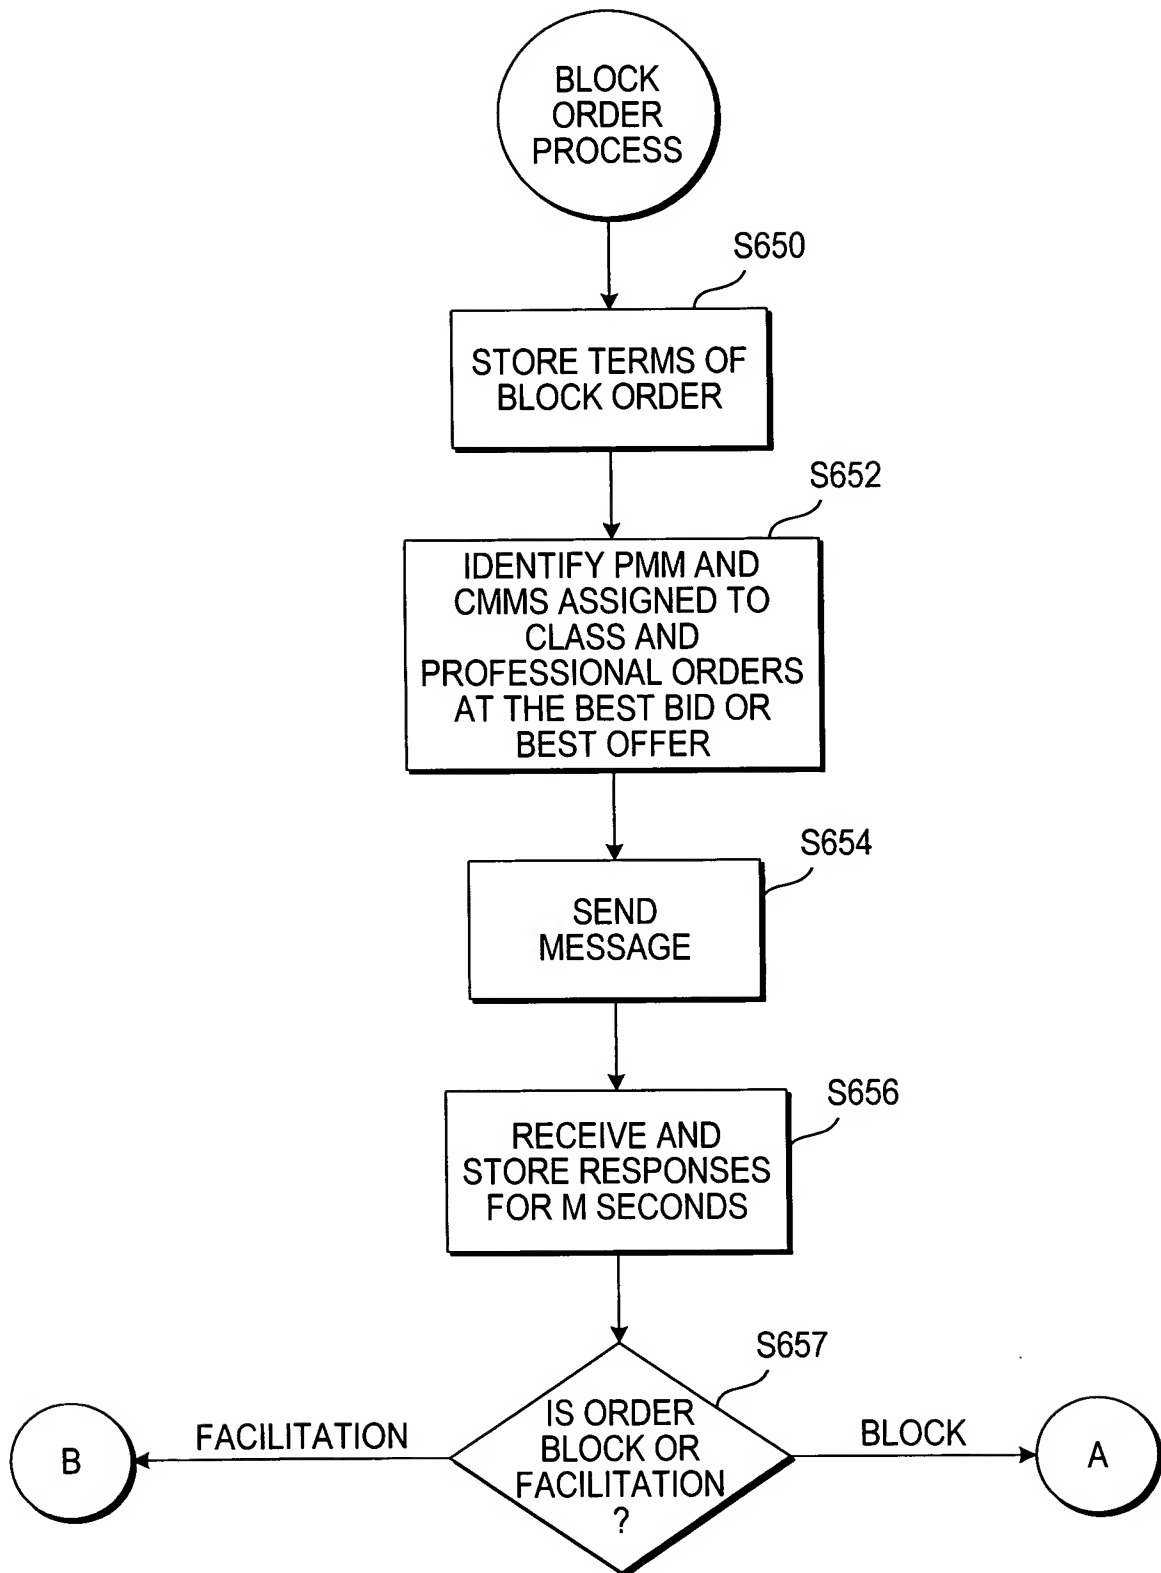 BLOCK
ORDER
PROCESS
S650
STORE TERMS OF
BLOCK ORDER
S652
IDENTIFY PMM AND
CMMS ASSIGNED TO
CLASS AND
PROFESSIONAL ORDERS
AT THE BEST BID OR
BEST OFFER
S654
SEND
MESSAGE
S656
RECEIVE AND
STORE RESPONSES
FOR M SECONDS
S657
IS ORDER
BLOCK OR
FACILITATION
?
FACILITATION
B
BLOCK
A